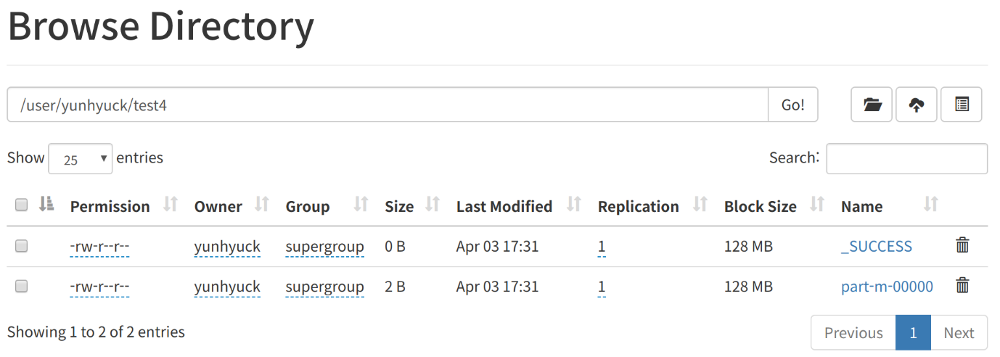 Browse Directory
/user/yunhyuck/test4 Go!
Show 25 entries Search:
Permission Owner Group Size Last Modified Replication Block Size Name
-rw-r--r-- yunhyuck supergroup 0 B Apr 03 17:31 1 128 MB _SUCCESS
-rw-r--r-- yunhyuck supergroup 2 B Apr 03 17:31 1 128 MB part-m-00000
Showing 1 to 2 of 2 entries Previous 1 Next